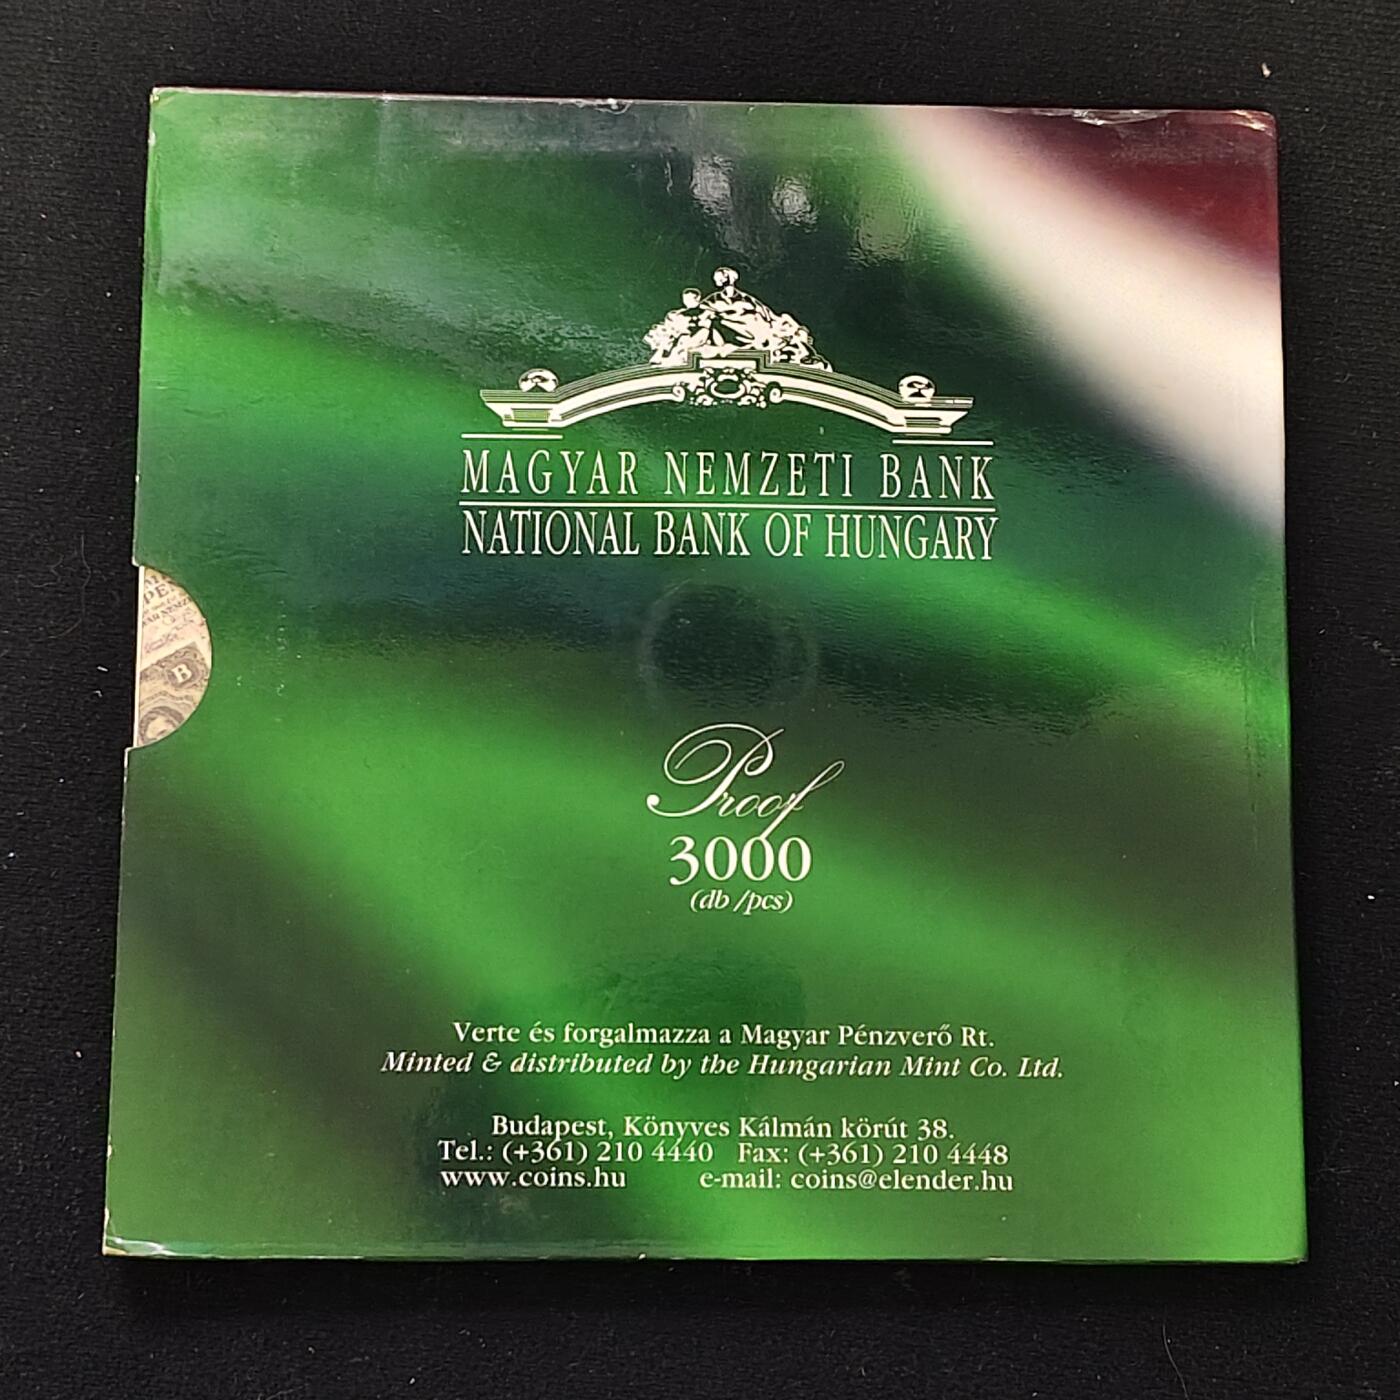 MAGYAR NEMZETI BANK
NATIONAL BANK OF HUNGARY
B
Proof
3000
(db /pcs)
Verte és forgalmazza a Magyar Pénzverő Rt.
Minted & distributed by the Hungarian Mint Co. Ltd.
Budapest, Könyves Kálmán körút 38.
Tel.: (+361) 210 4440 Fax: (+361) 210 4448
www.coins.hu e-mail: coins@elender.hu